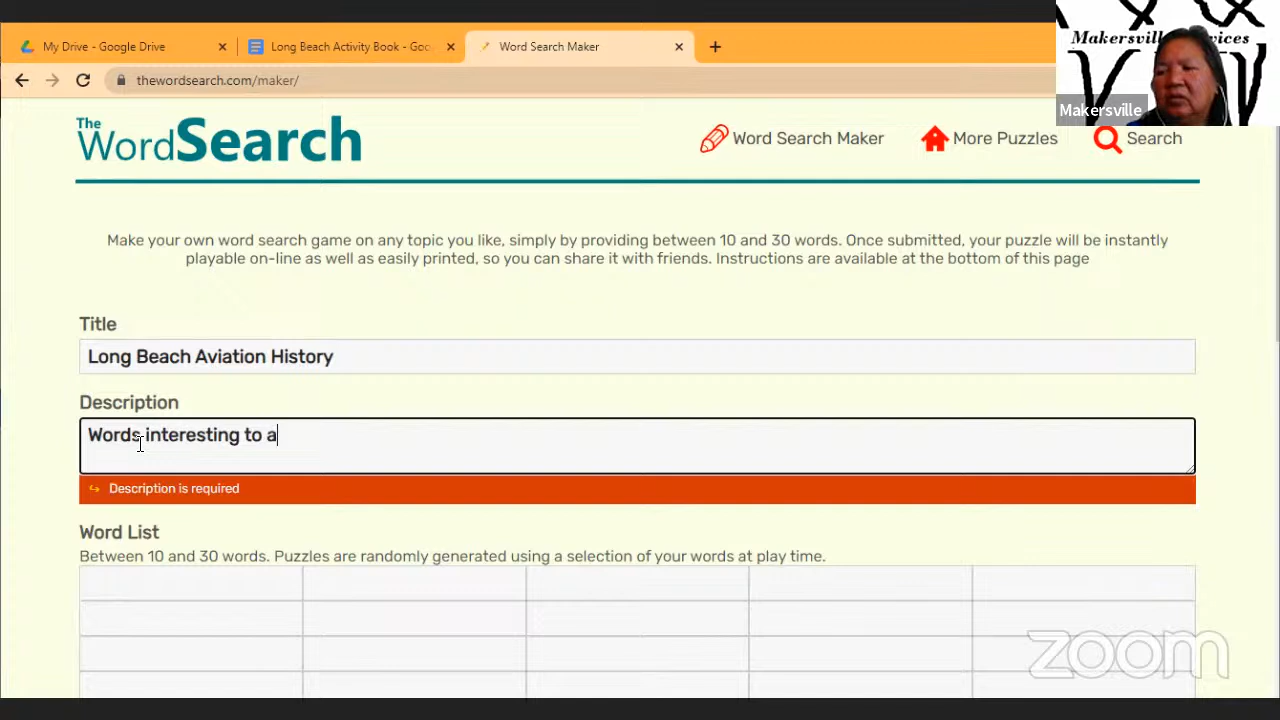 My Drive - Google Drive
Long Beach Activity Book - Goo
Word Search Maker
thewordsearch.com/maker/
Makersville Services
Makersville
The WordSearch
Word Search Maker
More Puzzles
Search
Make your own word search game on any topic you like, simply by providing between 10 and 30 words. Once submitted, your puzzle will be instantly
playable on-line as well as easily printed, so you can share it with friends. Instructions are available at the bottom of this page
Title
Long Beach Aviation History
Description
Words interesting to a
Description is required
Word List
Between 10 and 30 words. Puzzles are randomly generated using a selection of your words at play time.
zoom